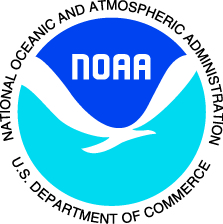 NATIONAL OCEANIC AND ATMOSPHERIC ADMINISTRATION
NOAA
U.S. DEPARTMENT OF COMMERCE